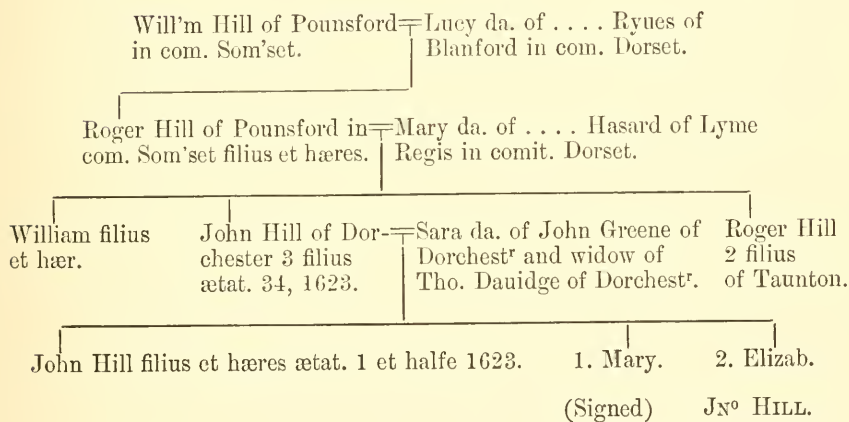 Will'm Hill of Pounsford=Lucy da. of .... Ryues of
in com. Som'set. Blanford in com. Dorset.
Roger Hill of Pounsford in=Mary da. of .... Hasard of Lyme
com. Som'set filius et hæres. Regis in comit. Dorset.
William filius John Hill of Dor-=Sara da. of John Greene of Roger Hill
et hær. chester 3 filius Dorchestʳ and widow of 2 filius
ætat. 34, 1623. Tho. Dauidge of Dorchestʳ. of Taunton.
John Hill filius et hæres ætat. 1 et halfe 1623. 1. Mary. 2. Elizab.
(Signed) Jnº Hill.